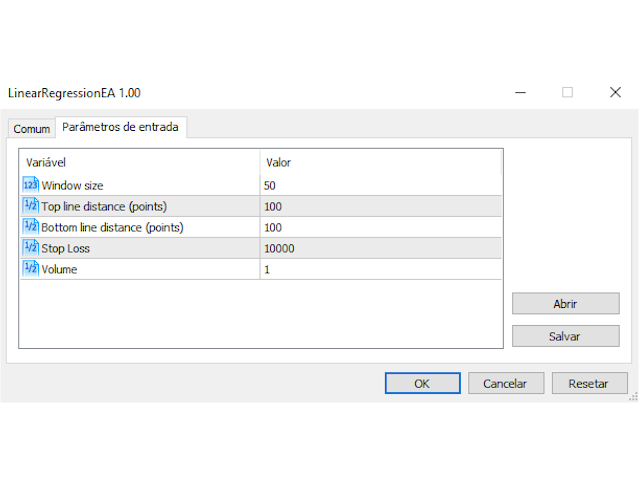 LinearRegressionEA 1.00
Comum Parâmetros de entrada
Variável Valor
123 Window size 50
1/2 Top line distance (points) 100
1/2 Bottom line distance (points) 100
1/2 Stop Loss 10000
1/2 Volume 1
Abrir
Salvar
OK Cancelar Resetar